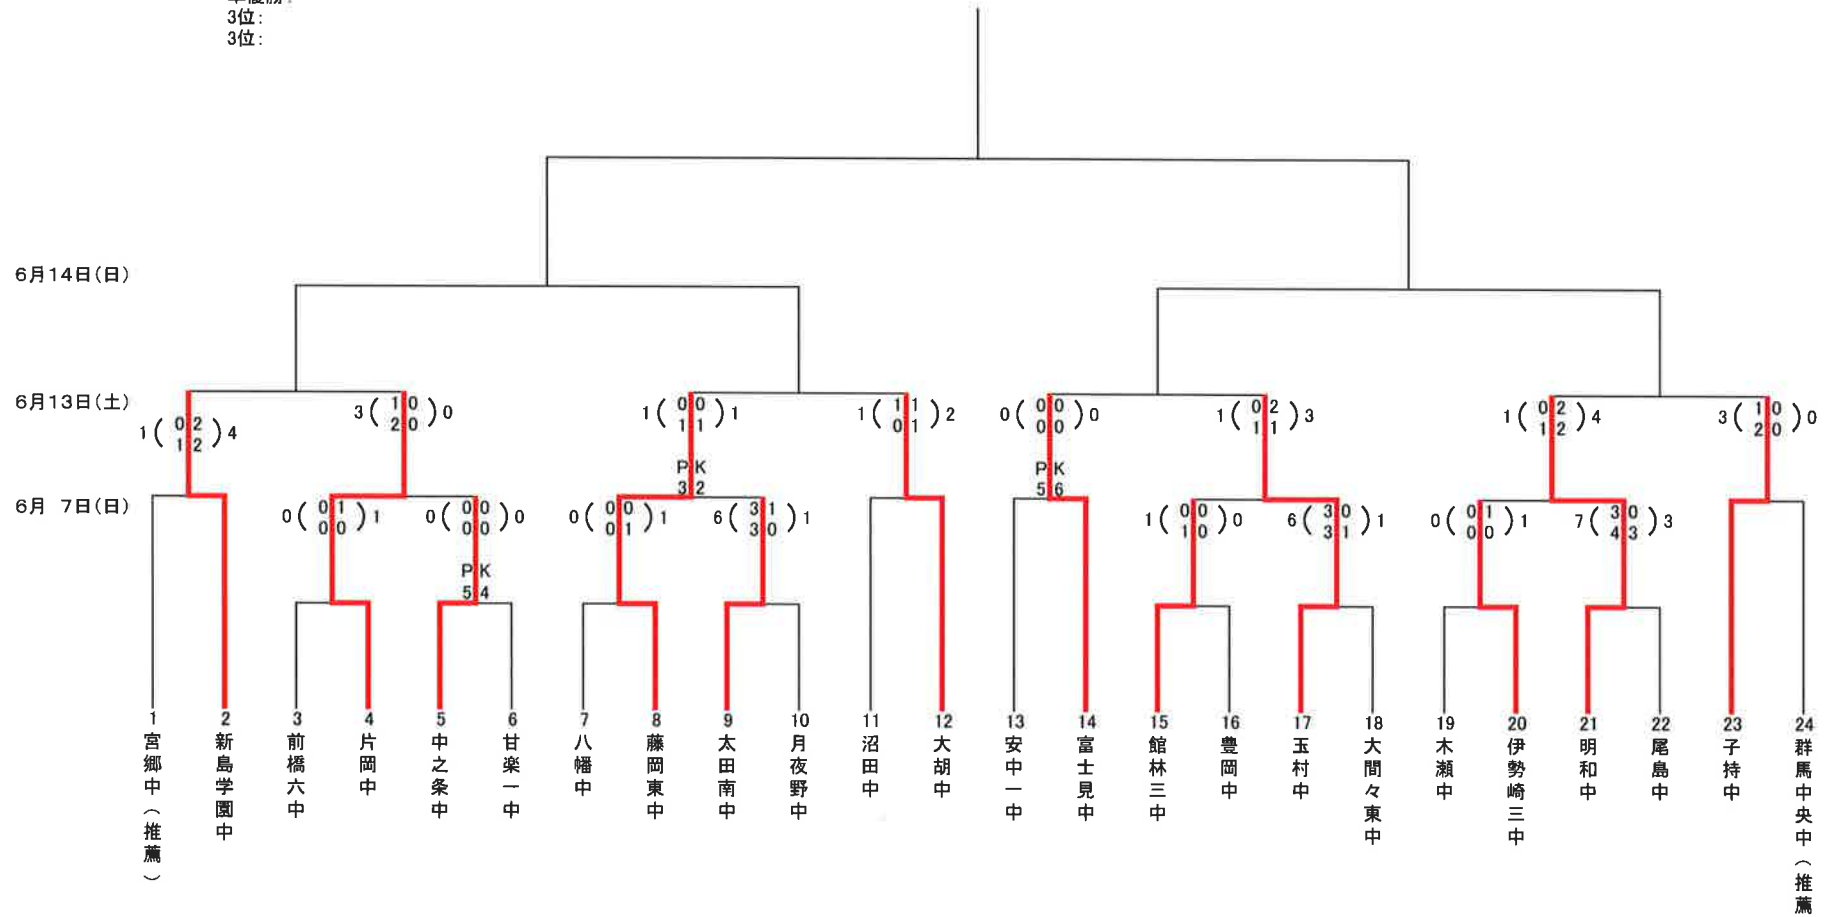 3位:
3位:
6月14日(日)
6月13日(土)
1 ( 0 2 ) 4
1 2
3 ( 1 0 ) 0
2 0
1 ( 0 0 ) 1
1 1
PK
3 2
1 ( 1 1 ) 2
0 1
0 ( 0 0 ) 0
0 0
PK
5 6
1 ( 0 2 ) 3
1 1
1 ( 0 2 ) 4
1 2
3 ( 1 0 ) 0
2 0
6月 7日(日)
0 ( 0 1 ) 1
0 0
0 ( 0 0 ) 0
0 0
PK
5 4
0 ( 0 0 ) 1
0 1
6 ( 3 1 ) 1
3 0
1 ( 0 0 ) 0
1 0
6 ( 3 0 ) 1
3 1
0 ( 0 1 ) 1
0 0
7 ( 3 0 ) 3
4 3
1 宮郷中(推薦)
2 新島学園中
3 前橋六中
4 片岡中
5 中之条中
6 甘楽一中
7 八幡中
8 藤岡東中
9 太田南中
10 月夜野中
11 沼田中
12 大胡中
13 安中一中
14 富士見中
15 館林三中
16 豊岡中
17 玉村中
18 大間々東中
19 木瀬中
20 伊勢崎三中
21 明和中
22 尾島中
23 子持中
24 群馬中央中(推薦